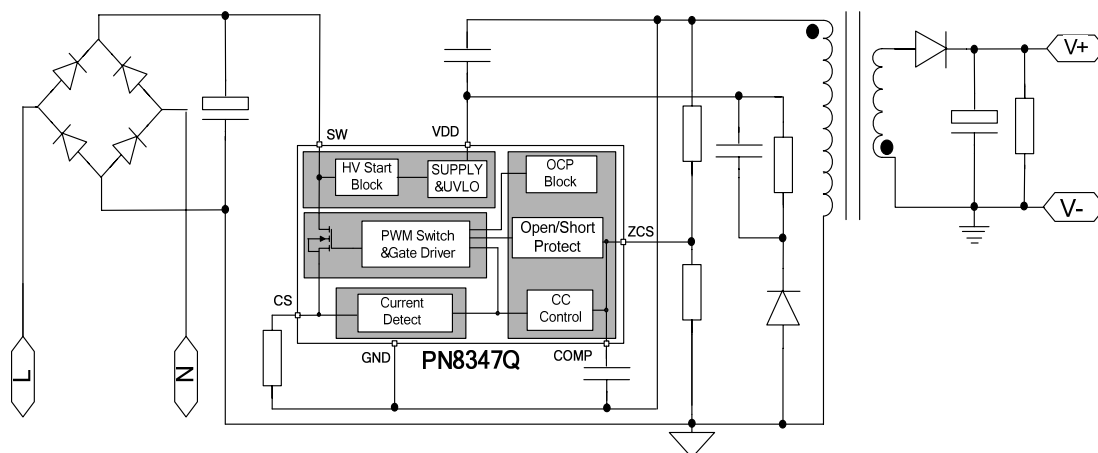 V+
SW
VDD
HV Start
Block
SUPPLY
&UVLO
OCP
Block
PWM Switch
&Gate Driver
Open/Short
Protect
ZCS
V-
CS
Current
Detect
CC
Control
GND
PN8347Q
COMP
L
N